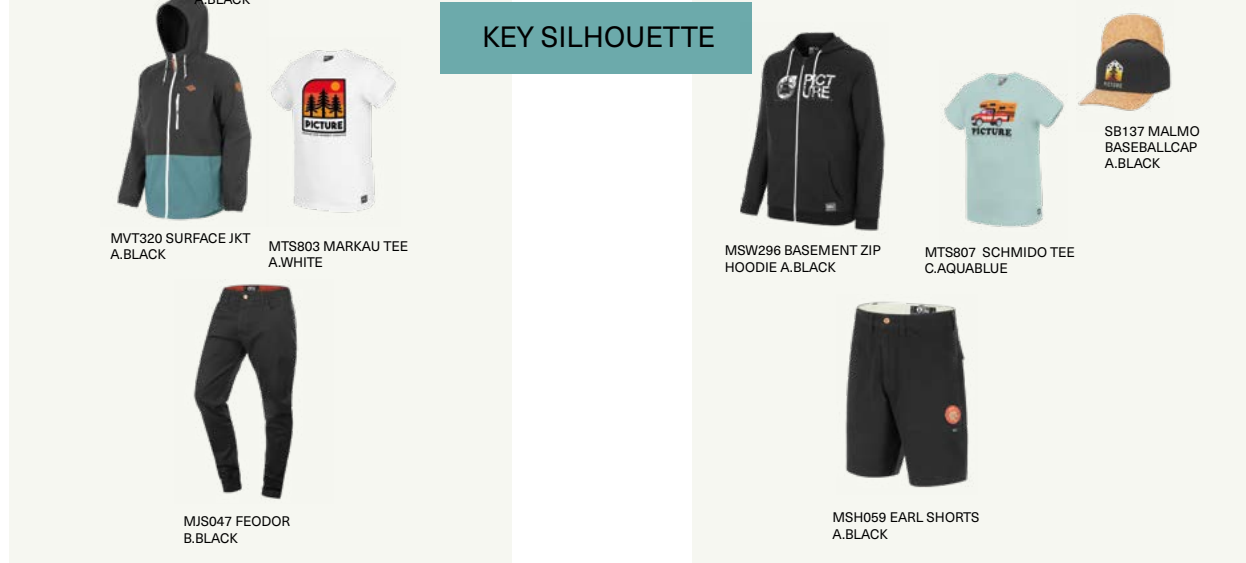 A.BLACK
KEY SILHOUETTE
PICTURE
PICT
URE
PICTURE
PICTURE
SB137 MALMO
BASEBALLCAP
A.BLACK
MVT320 SURFACE JKT
A.BLACK
MTS803 MARKAU TEE
A.WHITE
MSW296 BASEMENT ZIP
HOODIE A.BLACK
MTS807  SCHMIDO TEE
C.AQUABLUE
MJS047 FEODOR
B.BLACK
MSH059 EARL SHORTS
A.BLACK